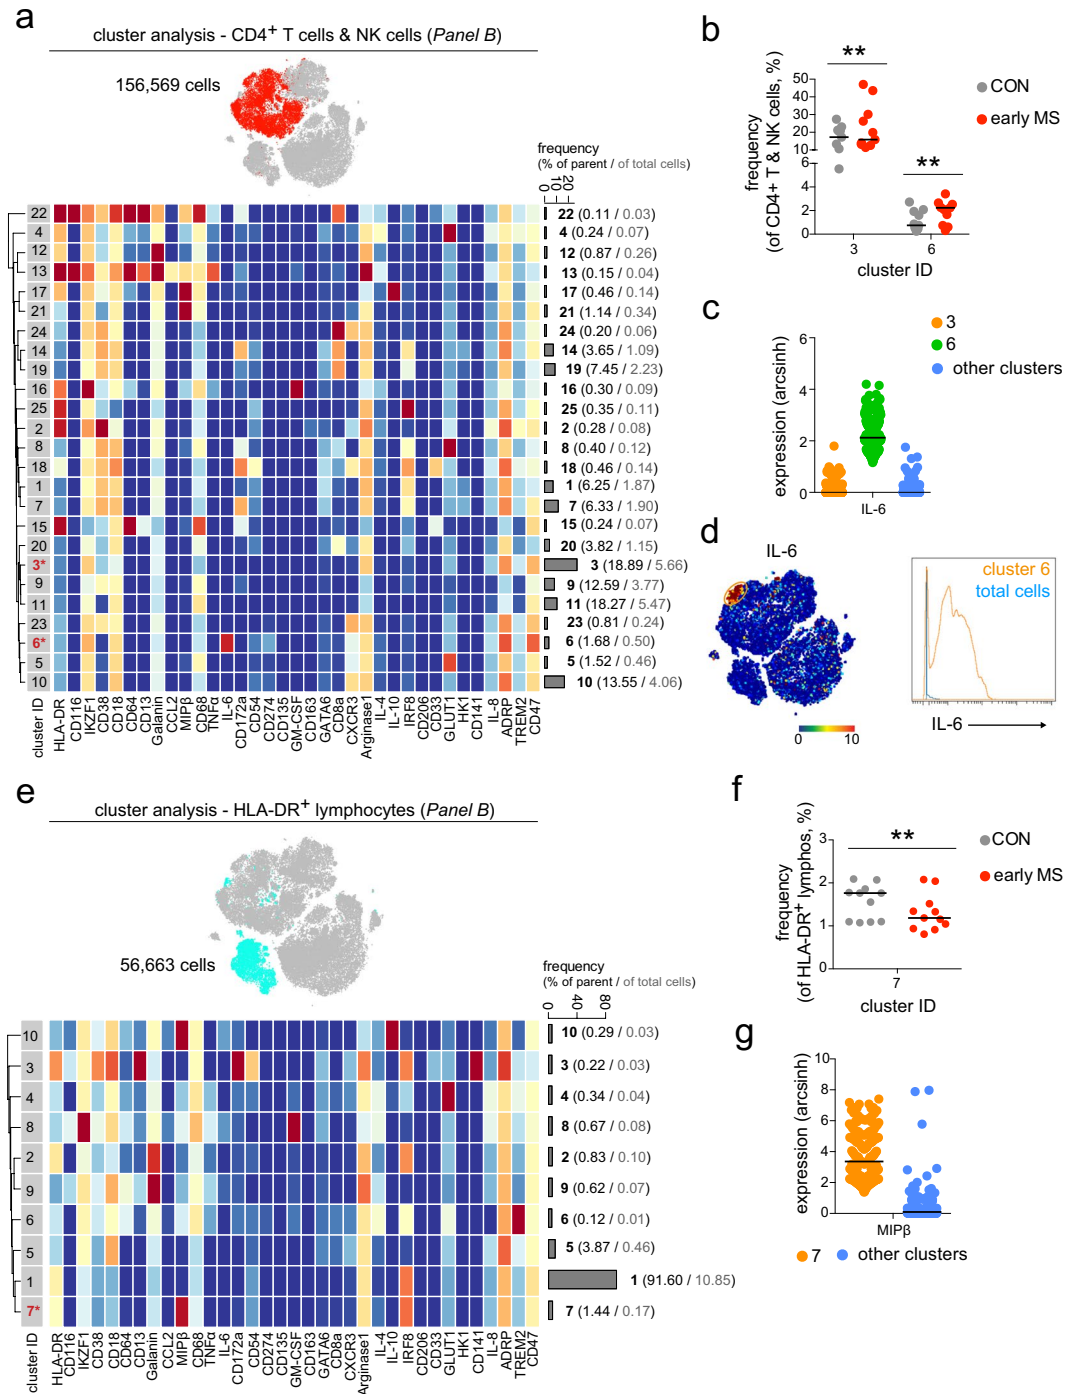 a
cluster analysis - CD4+ T cells & NK cells (Panel B)
156,569 cells
frequency
(% of parent / of total cells)
0 10 20
22 22 (0.11 / 0.03)
4 4 (0.24 / 0.07)
12 12 (0.87 / 0.26)
13 13 (0.15 / 0.04)
17 17 (0.46 / 0.14)
21 21 (1.14 / 0.34)
24 24 (0.20 / 0.06)
14 14 (3.65 / 1.09)
19 19 (7.45 / 2.23)
16 16 (0.30 / 0.09)
25 25 (0.35 / 0.11)
2 2 (0.28 / 0.08)
8 8 (0.40 / 0.12)
18 18 (0.46 / 0.14)
1 1 (6.25 / 1.87)
7 7 (6.33 / 1.90)
15 15 (0.24 / 0.07)
20 20 (3.82 / 1.15)
3* 3 (18.89 / 5.66)
9 9 (12.59 / 3.77)
11 11 (18.27 / 5.47)
23 23 (0.81 / 0.24)
6* 6 (1.68 / 0.50)
5 5 (1.52 / 0.46)
10 10 (13.55 / 4.06)
cluster ID HLA-DR CD116 IKZF1 CD38 CD18 CD64 CD13 Galanin CCL2 MIPβ CD68 TNFα IL-6 CD172a CD54 CD274 CD135 GM-CSF CD163 GATA6 CD8a CXCR3 Arginase1 IL-4 IL-10 IRF8 CD206 CD33 GLUT1 HK1 CD141 IL-8 ADRP TREM2 CD47
b
**
**
frequency
(of CD4+ T & NK cells, %)
50
40
30
20
10
6
4
2
0
3 6
cluster ID
CON
early MS
c
3
6
other clusters
expression (arcsinh)
6
4
2
0
IL-6
d
IL-6
0 10
cluster 6
total cells
IL-6
e
cluster analysis - HLA-DR+ lymphocytes (Panel B)
56,663 cells
frequency
(% of parent / of total cells)
0 40 80
10 10 (0.29 / 0.03)
3 3 (0.22 / 0.03)
4 4 (0.34 / 0.04)
8 8 (0.67 / 0.08)
2 2 (0.83 / 0.10)
9 9 (0.62 / 0.07)
6 6 (0.12 / 0.01)
5 5 (3.87 / 0.46)
1 1 (91.60 / 10.85)
7* 7 (1.44 / 0.17)
cluster ID HLA-DR CD116 IKZF1 CD38 CD18 CD64 CD13 Galanin CCL2 MIPβ CD68 TNFα IL-6 CD172a CD54 CD274 CD135 GM-CSF CD163 GATA6 CD8a CXCR3 Arginase1 IL-4 IL-10 IRF8 CD206 CD33 GLUT1 HK1 CD141 IL-8 ADRP TREM2 CD47
f
**
frequency
(of HLA-DR+ lymphos, %)
3
2
1
0
7
cluster ID
CON
early MS
g
expression (arcsinh)
10
8
6
4
2
0
MIPβ
7 other clusters